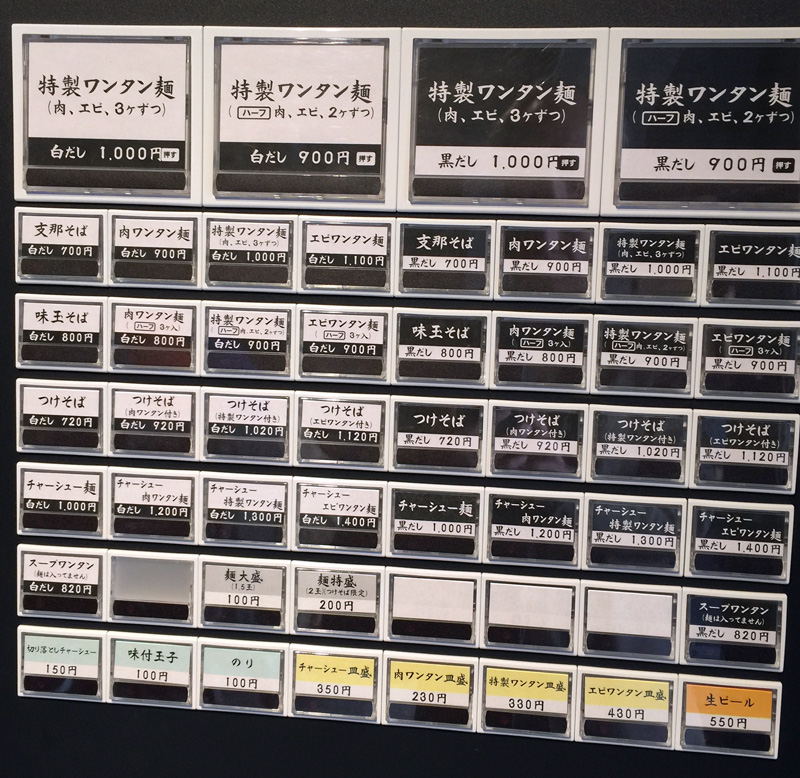 特製ワンタン麺
(肉、エビ、3ケずつ)
白だし 1,000円 押す
特製ワンタン麺
(ハーフ 肉、エビ、2ケずつ)
白だし 900円 押す
特製ワンタン麺
(肉、エビ、3ケずつ)
黒だし 1,000円 押す
特製ワンタン麺
(ハーフ 肉、エビ、2ケずつ)
黒だし 900円 押す
支那そば
白だし 700円
肉ワンタン麺
白だし 900円
特製ワンタン麺
(肉、エビ、3ケずつ)
白だし 1,000円
エビワンタン麺
白だし 1,100円
支那そば
黒だし 700円
肉ワンタン麺
黒だし 900円
特製ワンタン麺
(肉、エビ、3ケずつ)
黒だし 1,000円
エビワンタン麺
黒だし 1,100円
味玉そば
白だし 800円
肉ワンタン麺
(ハーフ 3ケ入)
白だし 800円
特製ワンタン麺
(ハーフ 肉、エビ、2ケずつ)
白だし 900円
エビワンタン麺
(ハーフ 3ケ入)
白だし 900円
味玉そば
黒だし 800円
肉ワンタン麺
(ハーフ 3ケ入)
黒だし 800円
特製ワンタン麺
(ハーフ 肉、エビ、2ケずつ)
黒だし 900円
エビワンタン麺
(ハーフ 3ケ入)
黒だし 900円
つけそば
白だし 720円
つけそば
(肉ワンタン付き)
白だし 920円
つけそば
(特製ワンタン付き)
白だし 1,020円
つけそば
(エビワンタン付き)
白だし 1,120円
つけそば
黒だし 720円
つけそば
(肉ワンタン付き)
黒だし 920円
つけそば
(特製ワンタン付き)
黒だし 1,020円
つけそば
(エビワンタン付き)
黒だし 1,120円
チャーシュー麺
白だし 1,000円
チャーシュー
肉ワンタン麺
白だし 1,200円
チャーシュー
特製ワンタン麺
白だし 1,300円
チャーシュー
エビワンタン麺
白だし 1,400円
チャーシュー麺
黒だし 1,000円
チャーシュー
肉ワンタン麺
黒だし 1,200円
チャーシュー
特製ワンタン麺
黒だし 1,300円
チャーシュー
エビワンタン麺
黒だし 1,400円
スープワンタン
(麺は入ってません)
白だし 820円
麺大盛
(1.5玉)
100円
麺特盛
(2玉)(つけそば限定)
200円
スープワンタン
(麺は入ってません)
黒だし 820円
切り落としチャーシュー
150円
味付玉子
100円
のり
100円
チャーシュー皿盛
350円
肉ワンタン皿盛
230円
特製ワンタン皿盛
330円
エビワンタン皿盛
430円
生ビール
550円